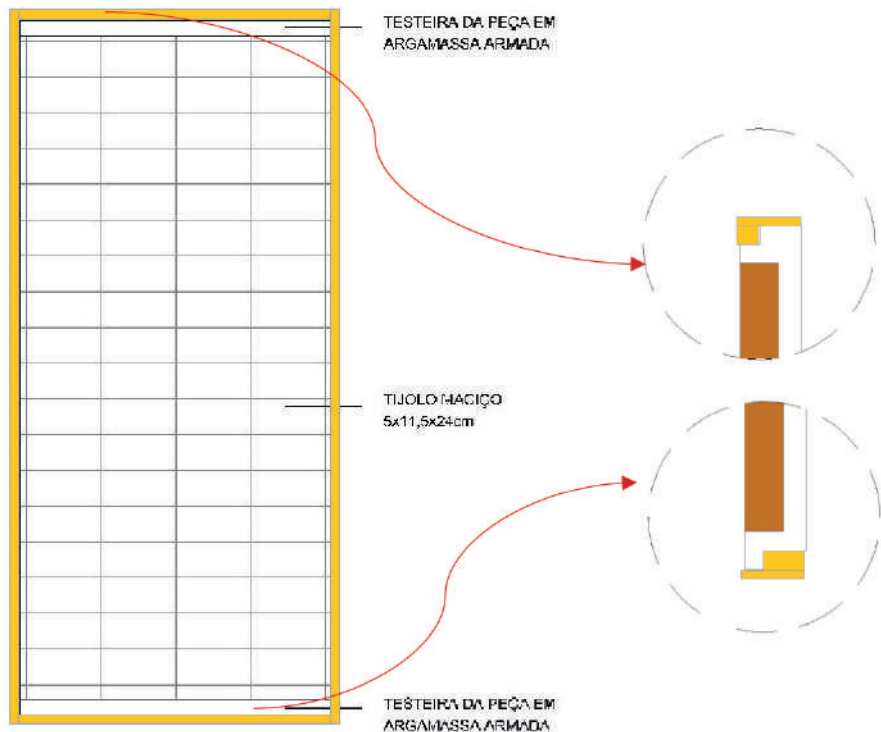 TESTEIRA DA PEÇA EM
ARGAMASSA ARMADA
TIJOLO MACIÇO
5x11,5x24cm
TESTEIRA DA PEÇA EM
ARGAMASSA ARMADA